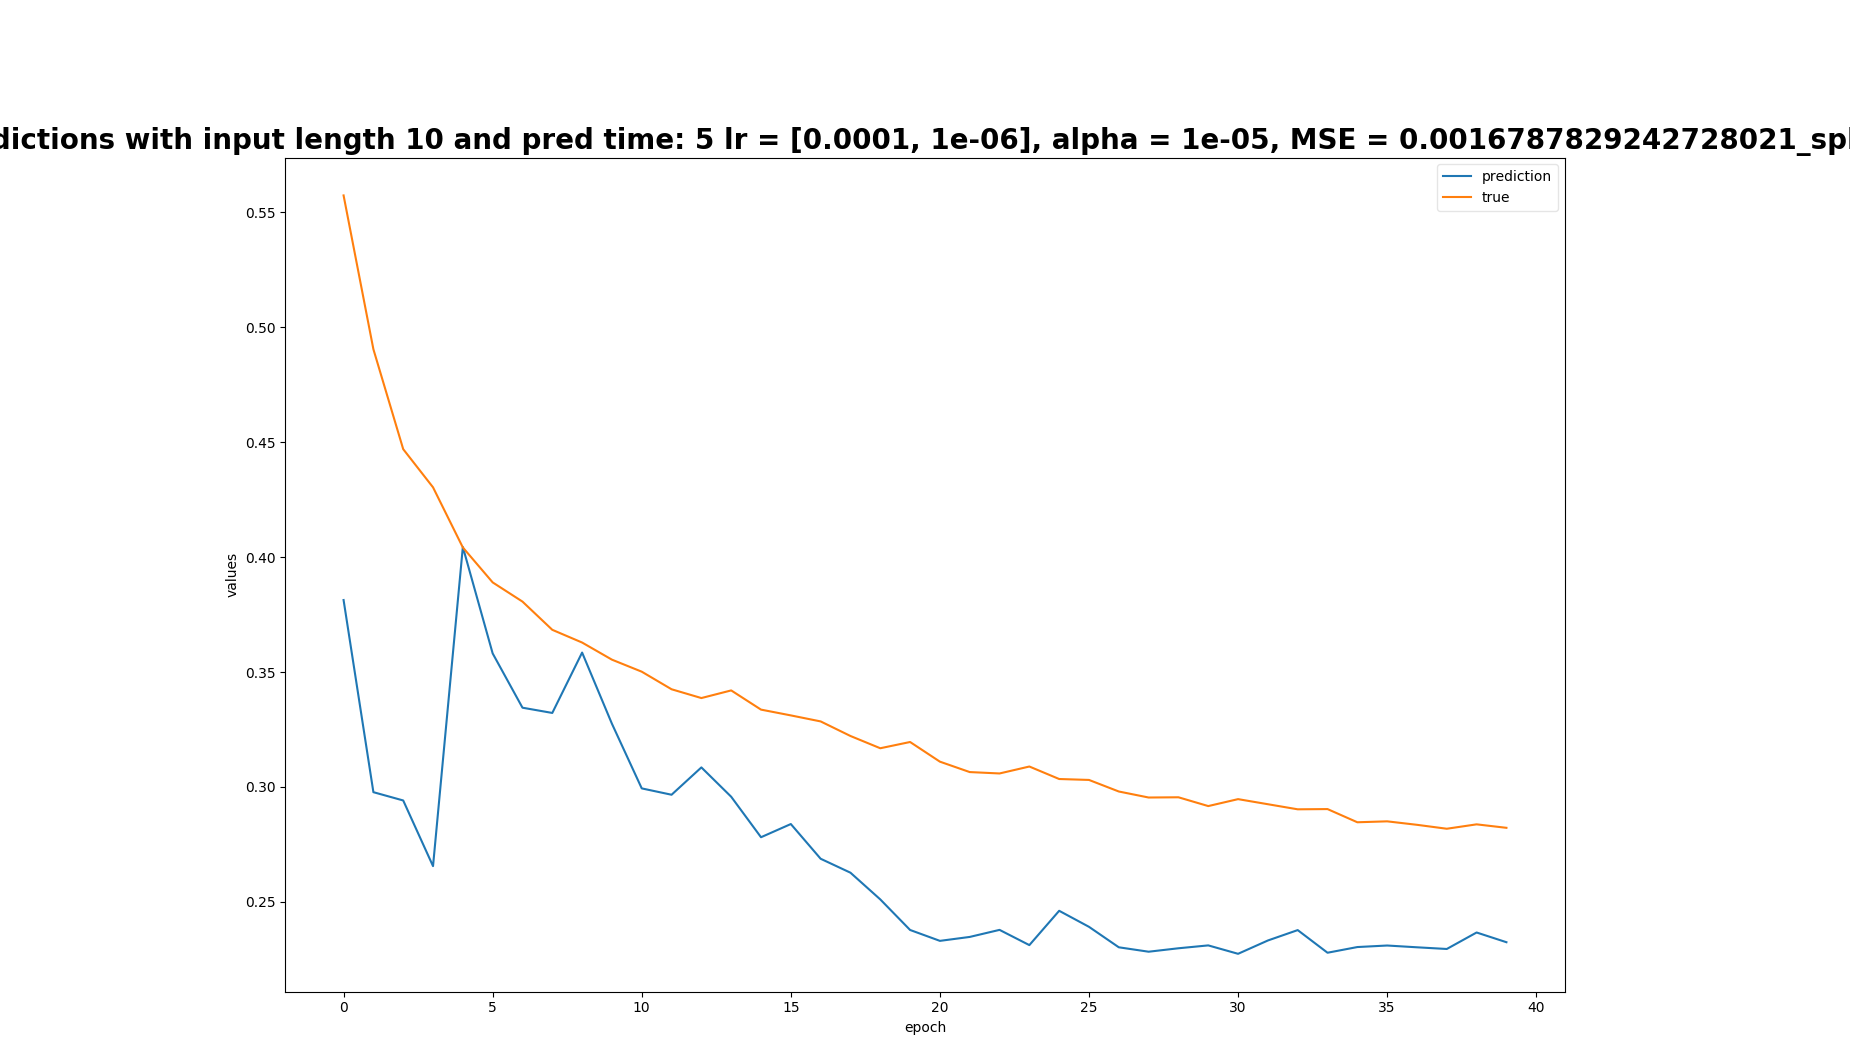 dictions with input length 10 and pred time: 5 lr = [0.0001, 1e-06], alpha = 1e-05, MSE = 0.0016787829242728021_spl
prediction
true
0.55
0.50
0.45
0.40
0.35
0.30
0.25
values
0 5 10 15 20 25 30 35 40
epoch